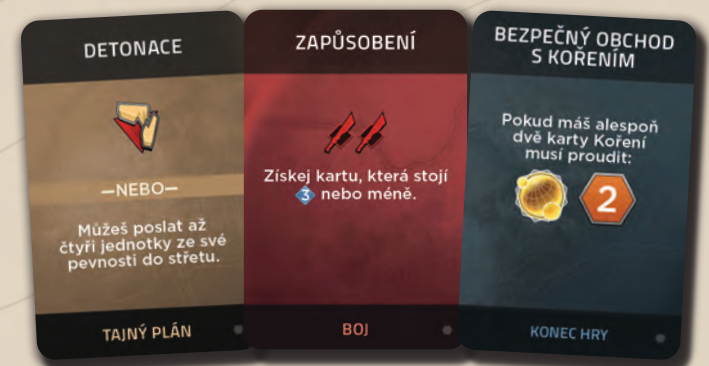 DETONACE
—NEBO—
Můžeš poslat až
čtyři jednotky ze své
pevnosti do střetu.
TAJNÝ PLÁN
ZAPŮSOBENÍ
Získej kartu, která stojí
3 nebo méně.
BOJ
BEZPEČNÝ OBCHOD
S KOŘENÍM
Pokud máš alespoň
dvě karty Koření
musí proudit:
2
KONEC HRY